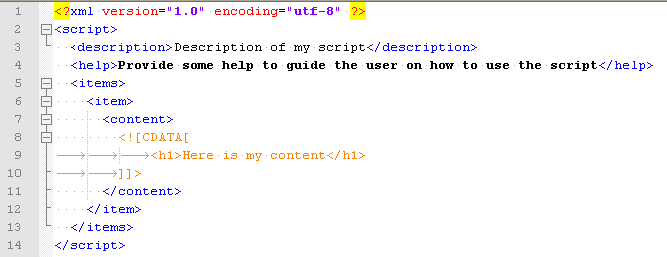 1 <?xml version="1.0" encoding="utf-8" ?>
2 <script>
3   <description>Description of my script</description>
4   <help>Provide some help to guide the user on how to use the script</help>
5   <items>
6     <item>
7       <content>
8         <![CDATA[
9             <h1>Here is my content</h1>
10         ]]>
11       </content>
12     </item>
13   </items>
14 </script>